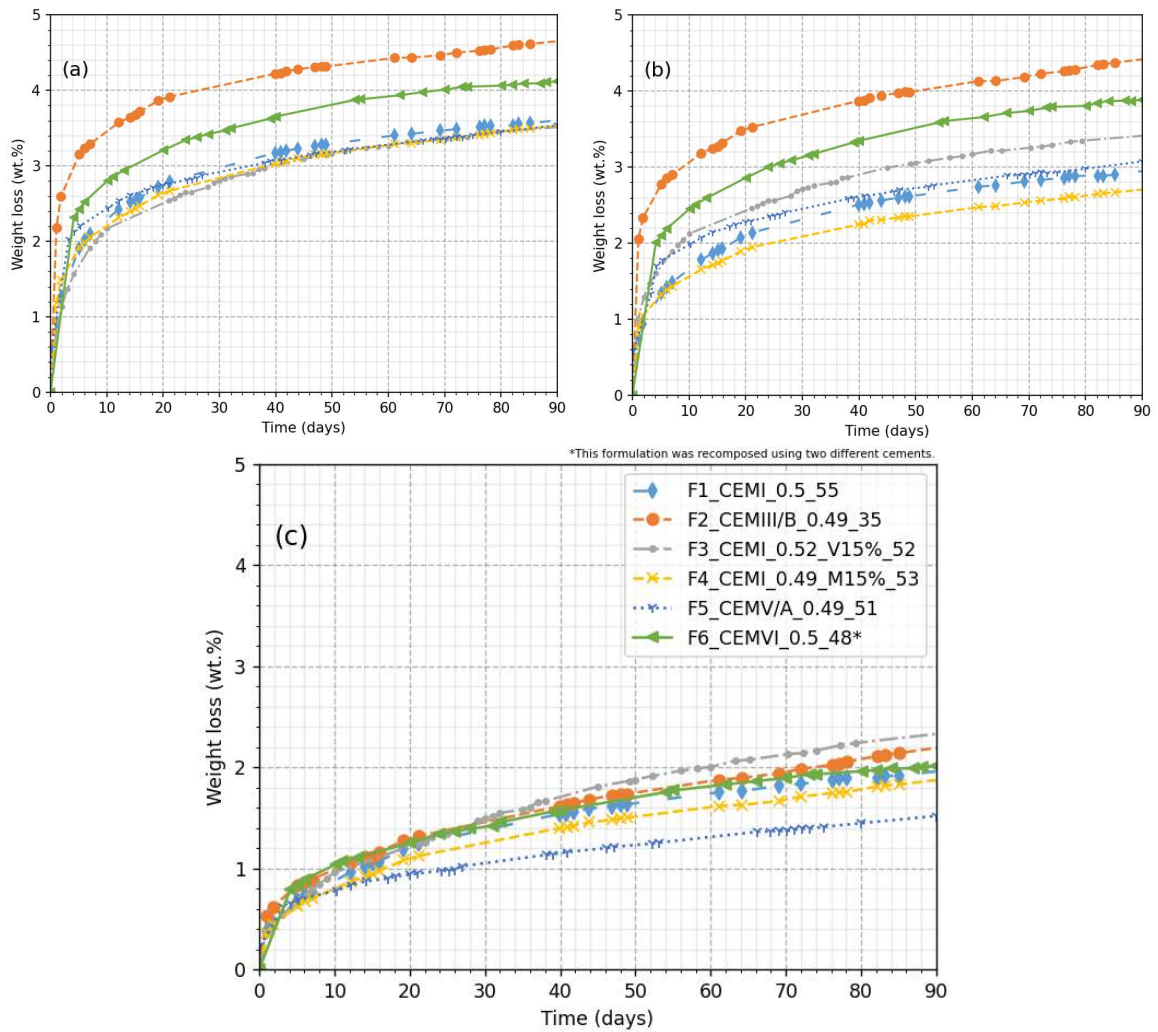 5
4
3
2
1
0
(a)
Weight loss (wt.%)
0 10 20 30 40 50 60 70 80 90
Time (days)
5
4
3
2
1
0
(b)
Weight loss (wt.%)
0 10 20 30 40 50 60 70 80 90
Time (days)
*This formulation was recomposed using two different cements.
5
4
3
2
1
0
(c)
Weight loss (wt.%)
F1_CEMI_0.5_55
F2_CEMIII/B_0.49_35
F3_CEMI_0.52_V15%_52
F4_CEMI_0.49_M15%_53
F5_CEMV/A_0.49_51
F6_CEMVI_0.5_48*
0 10 20 30 40 50 60 70 80 90
Time (days)